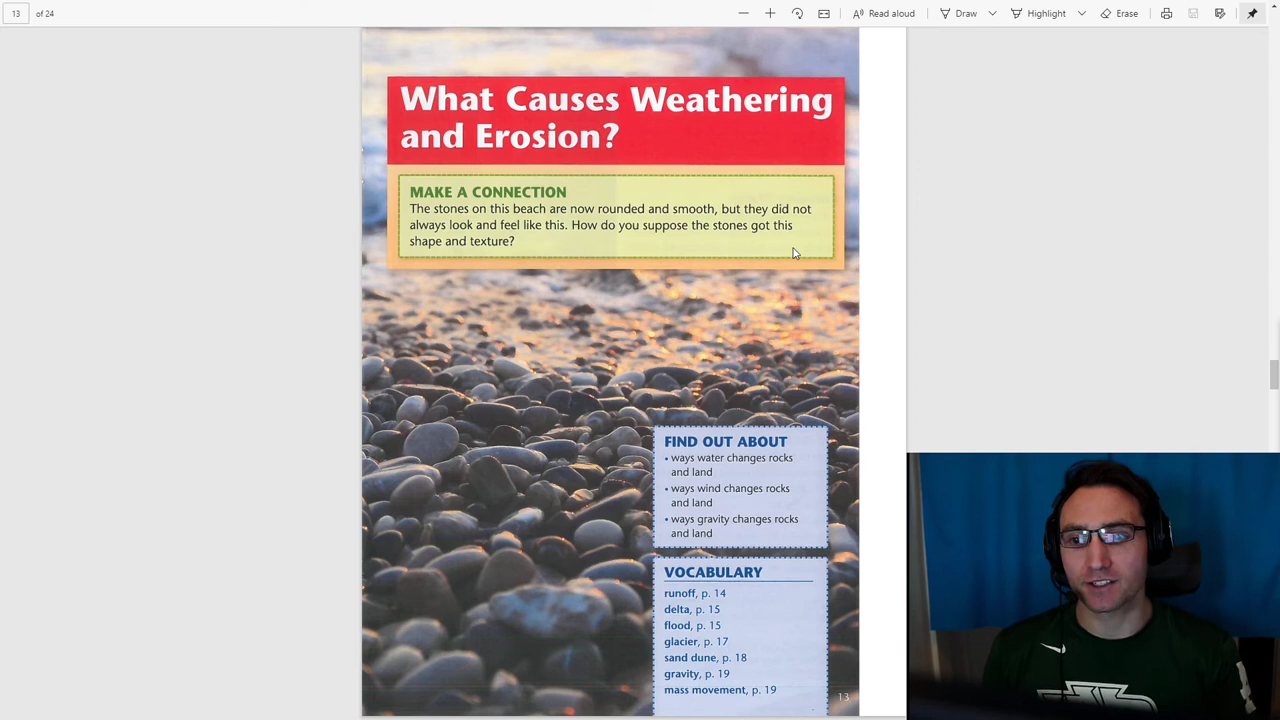 13 of 24
Read aloud
Draw
Highlight
Erase
What Causes Weathering
and Erosion?
MAKE A CONNECTION
The stones on this beach are now rounded and smooth, but they did not
always look and feel like this. How do you suppose the stones got this
shape and texture?
FIND OUT ABOUT
• ways water changes rocks
and land
• ways wind changes rocks
and land
• ways gravity changes rocks
and land
VOCABULARY
runoff, p. 14
delta, p. 15
flood, p. 15
glacier, p. 17
sand dune, p. 18
gravity, p. 19
mass movement, p. 19
13